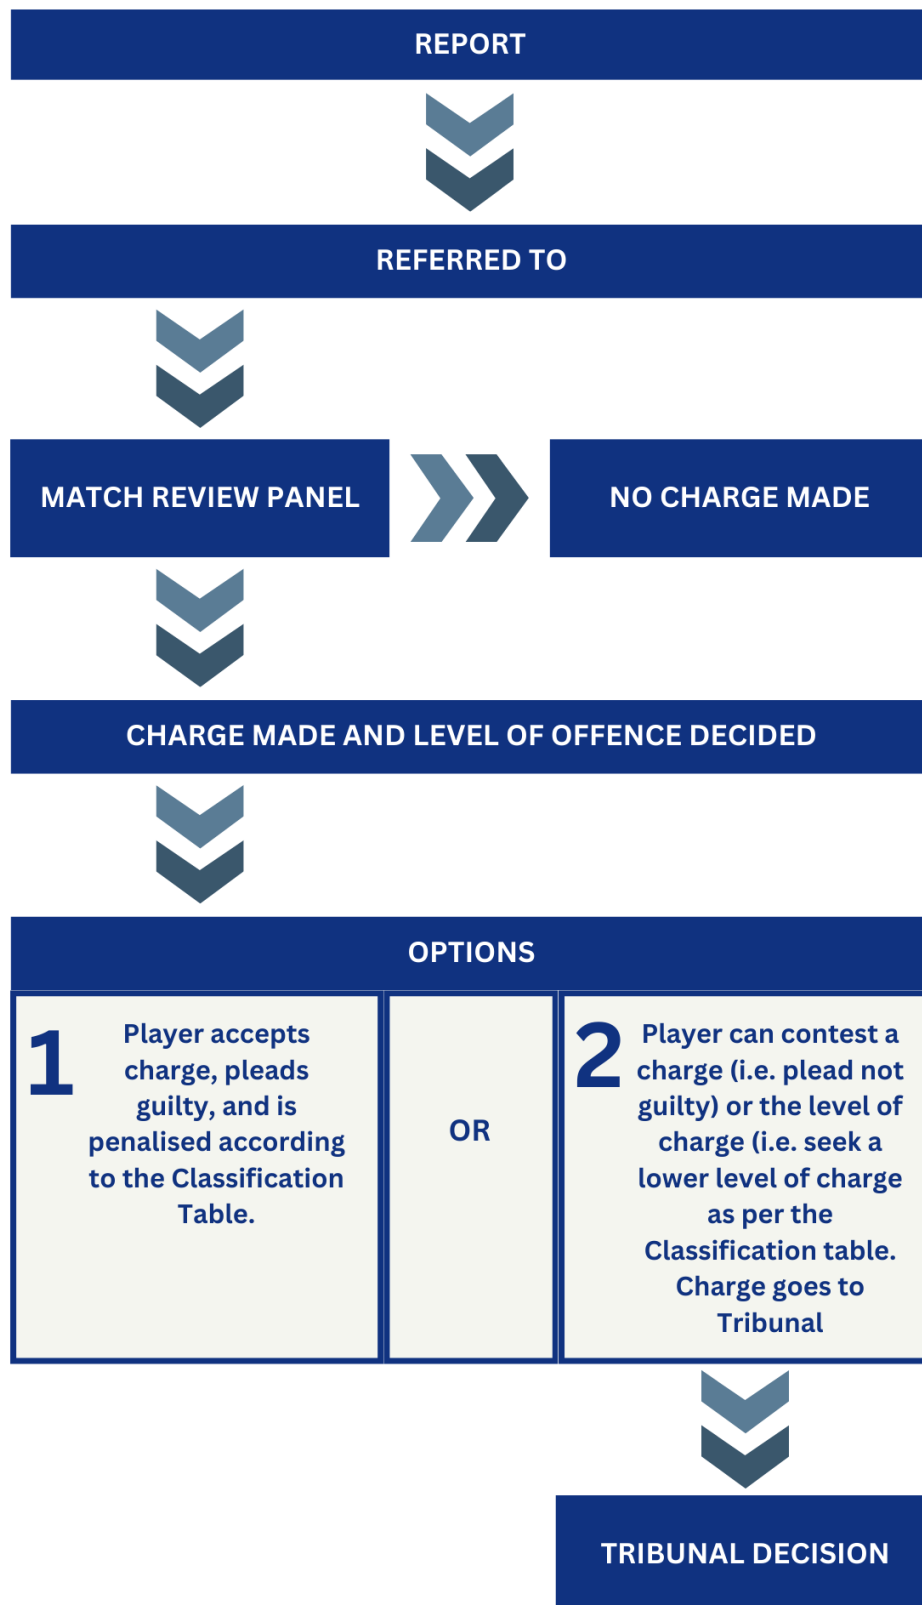 REPORT
REFERRED TO
MATCH REVIEW PANEL
NO CHARGE MADE
CHARGE MADE AND LEVEL OF OFFENCE DECIDED
OPTIONS
1
Player accepts
charge, pleads
guilty, and is
penalised according
to the Classification
Table.
OR
2
Player can contest a
charge (i.e. plead not
guilty) or the level of
charge (i.e. seek a
lower level of charge
as per the
Classification table.
Charge goes to
Tribunal
TRIBUNAL DECISION